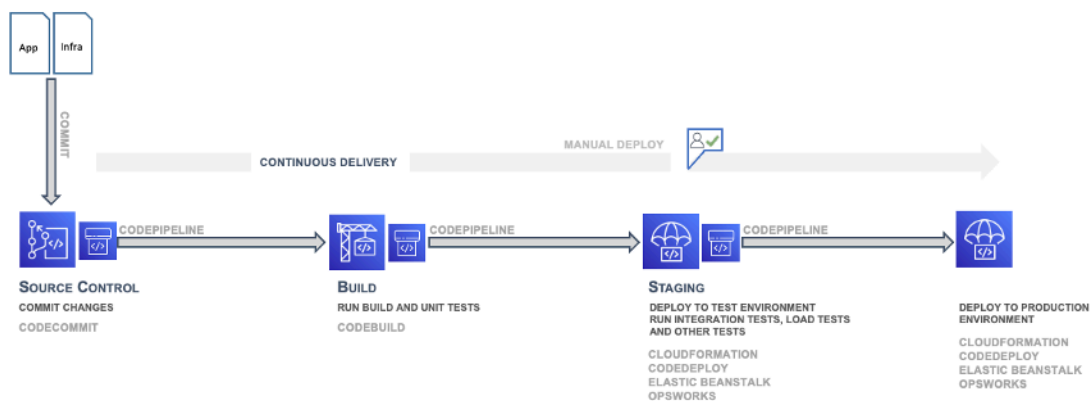 App
Infra
COMMIT
CONTINUOUS DELIVERY
MANUAL DEPLOY
CODEPIPELINE
CODEPIPELINE
CODEPIPELINE
SOURCE CONTROL
COMMIT CHANGES
CODECOMMIT
BUILD
RUN BUILD AND UNIT TESTS
CODEBUILD
STAGING
DEPLOY TO TEST ENVIRONMENT
RUN INTEGRATION TESTS, LOAD TESTS
AND OTHER TESTS
CLOUDFORMATION
CODEDEPLOY
ELASTIC BEANSTALK
OPSWORKS
DEPLOY TO PRODUCTION
ENVIRONMENT
CLOUDFORMATION
CODEDEPLOY
ELASTIC BEANSTALK
OPSWORKS